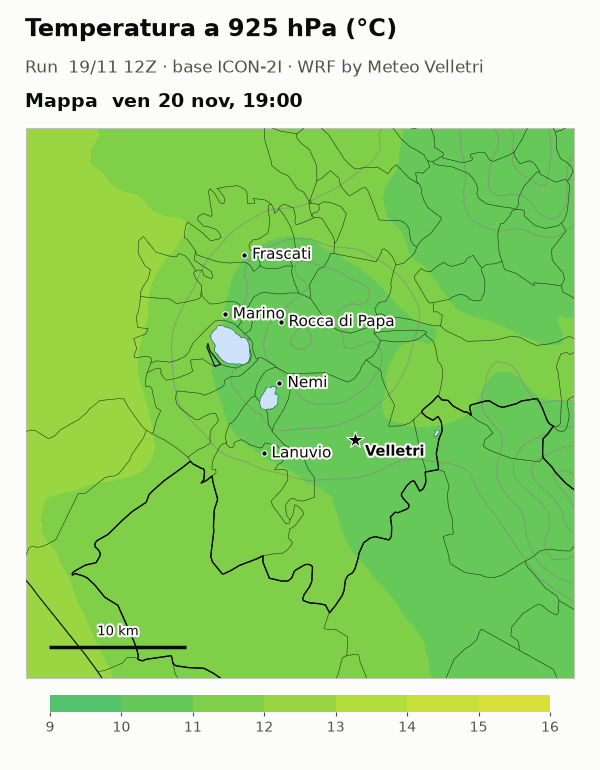 Temperatura a 925 hPa (°C)
Run  19/11 12Z · base ICON-2I · WRF by Meteo Velletri
Mappa  ven 20 nov, 19:00
Frascati
Marino
Rocca di Papa
Nemi
Velletri
Lanuvio
10 km
9 10 11 12 13 14 15 16